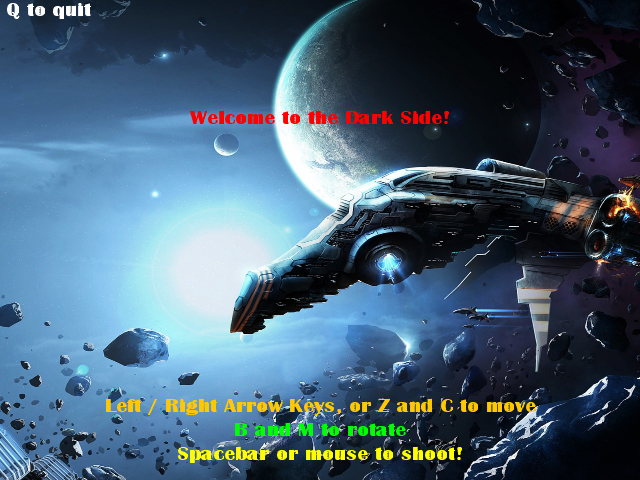 Q to quit
Welcome to the Dark Side!
Left / Right Arrow Keys, or Z and C to move
B and M to rotate
Spacebar or mouse to shoot!